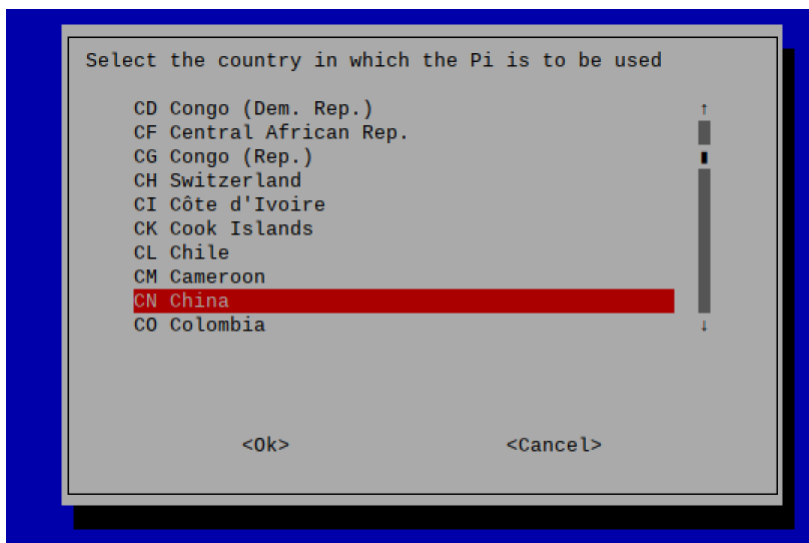 Select the country in which the Pi is to be used
CD Congo (Dem. Rep.)
CF Central African Rep.
CG Congo (Rep.)
CH Switzerland
CI Côte d'Ivoire
CK Cook Islands
CL Chile
CM Cameroon
CN China
CO Colombia
<Ok> <Cancel>